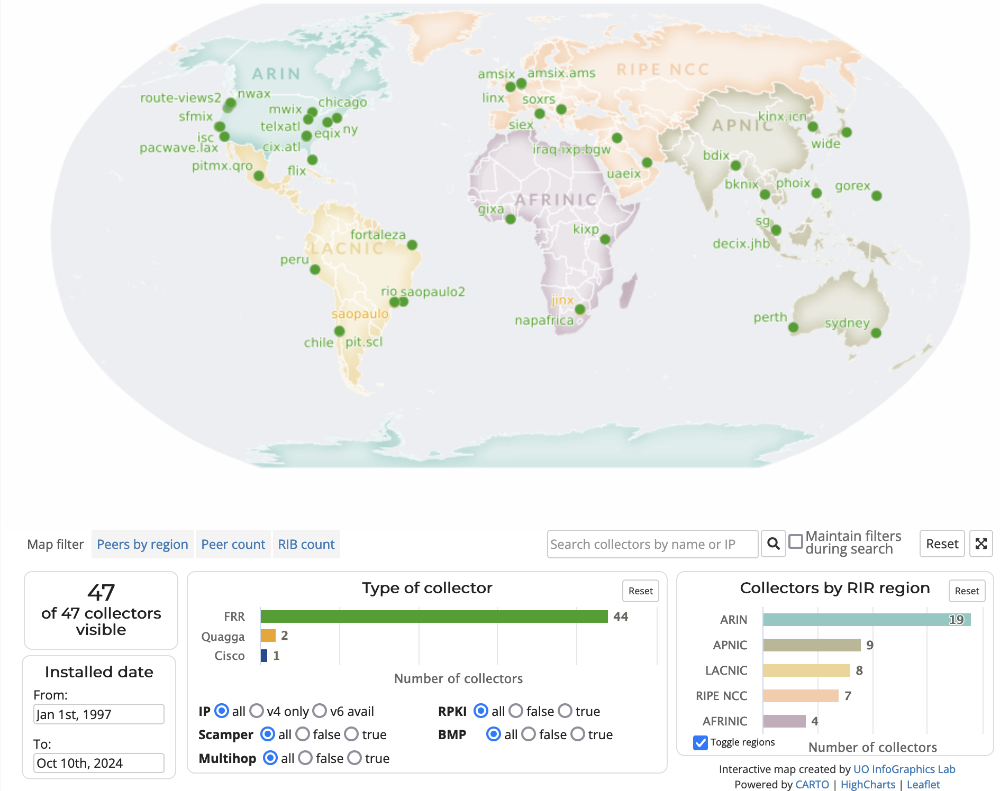 ARIN
RIPE NCC
amsix
amsix.ams
route-views2
nwax
linx
soxrs
chicago
mwix
sfmix
kinx.icn
APNIC
telxatl
eqix
ny
siex
isc
pacwave.lax
cix.atl
iraq-ixp.bgw
wide
bdix
pitmx.qro
flix
uaeix
bknix
phoix
gorex
AFRINIC
gixa
sg
kixp
fortaleza
LACNIC
decix.jhb
peru
rio
saopaulo2
jinx
saopaulo
napafrica
perth
sydney
chile
pit.scl
Map filter
Peers by region
Peer count
RIB count
Search collectors by name or IP
Maintain filters
during search
Reset
47
of 47 collectors
visible
Installed date
From:
Jan 1st, 1997
To:
Oct 10th, 2024
Type of collector
Reset
FRR 44
Quagga 2
Cisco 1
Number of collectors
IP all v4 only v6 avail
RPKI all false true
Scamper all false true
BMP all false true
Multihop all false true
Collectors by RIR region
Reset
ARIN 19
APNIC 9
LACNIC 8
RIPE NCC 7
AFRINIC 4
Toggle regions
Number of collectors
Interactive map created by UO InfoGraphics Lab
Powered by CARTO | HighCharts | Leaflet